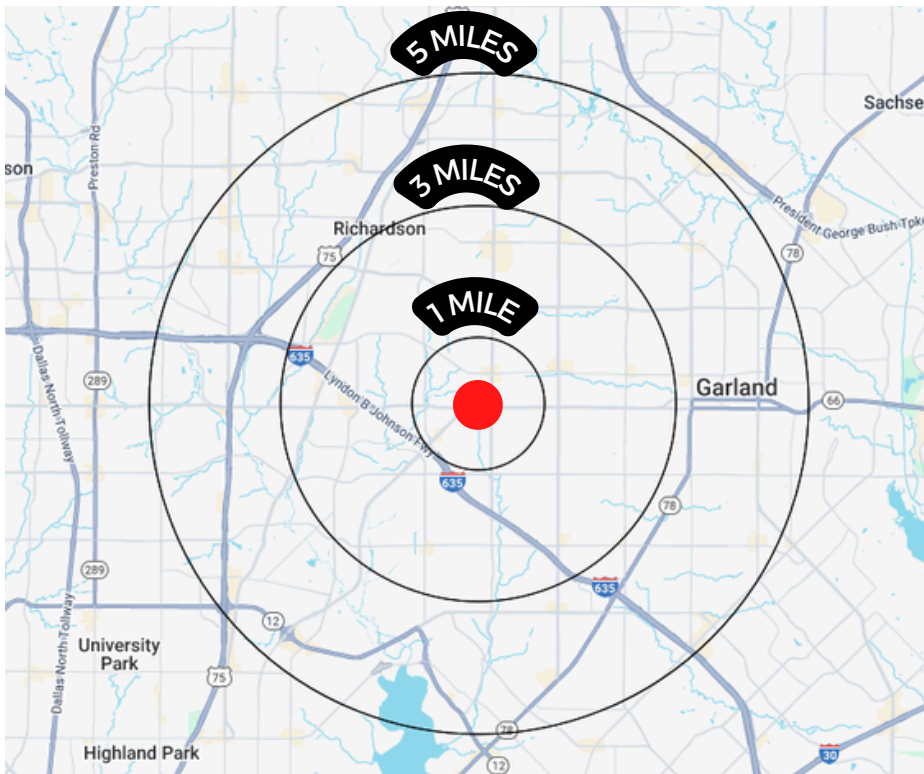 5 MILES
Sachse
Preston Rd
son
3 MILES
President George Bush Tpke
Richardson
75
78
1 MILE
635
Dallas North Tollway
Lyndon B Johnson Fwy
289
Garland
66
635
78
289
635
12
University
Park
Dallas North Tollway
75
78
Highland Park
12
30